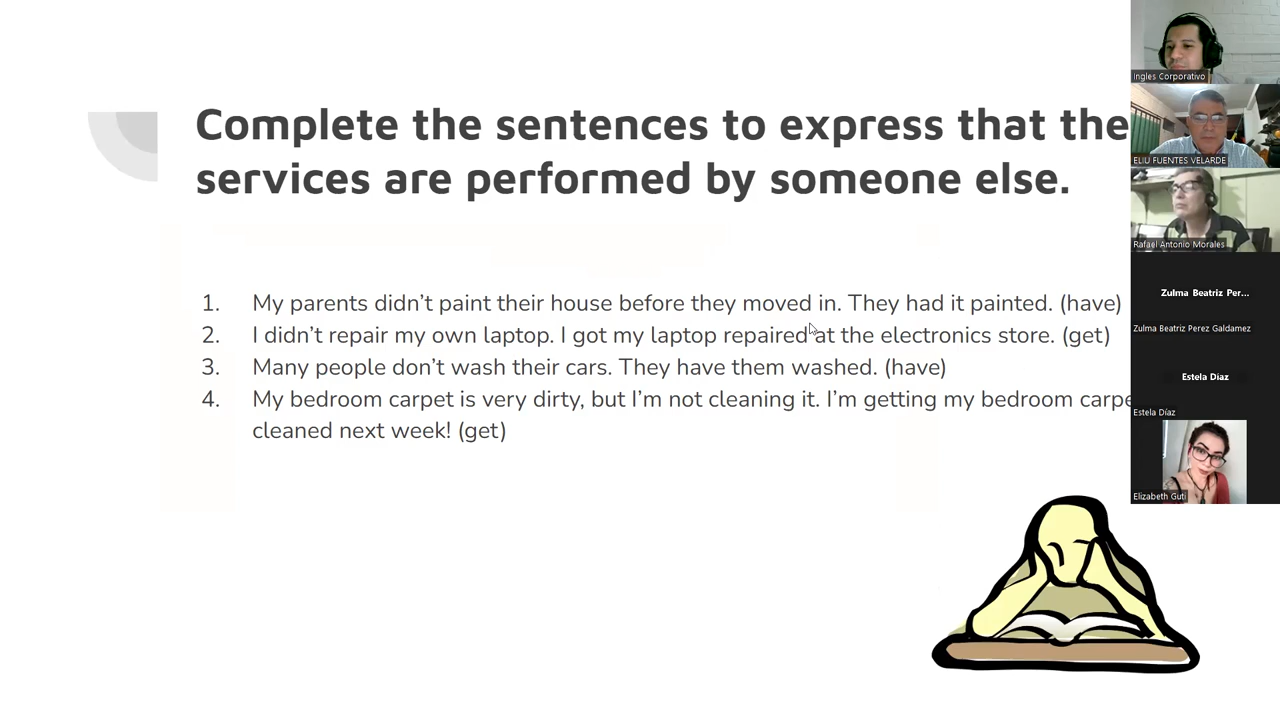 Complete the sentences to express that the
services are performed by someone else.
1. My parents didn't paint their house before they moved in. They had it painted. (have)
2. I didn't repair my own laptop. I got my laptop repaired at the electronics store. (get)
3. Many people don't wash their cars. They have them washed. (have)
4. My bedroom carpet is very dirty, but I'm not cleaning it. I'm getting my bedroom carpe
cleaned next week! (get)
Ingles Corporativo
ELIU FUENTES VELARDE
Rafael Antonio Morales
Zulma Beatriz Per...
Zulma Beatriz Perez Galdamez
Estela Díaz
Estela Díaz
Elizabeth Guti